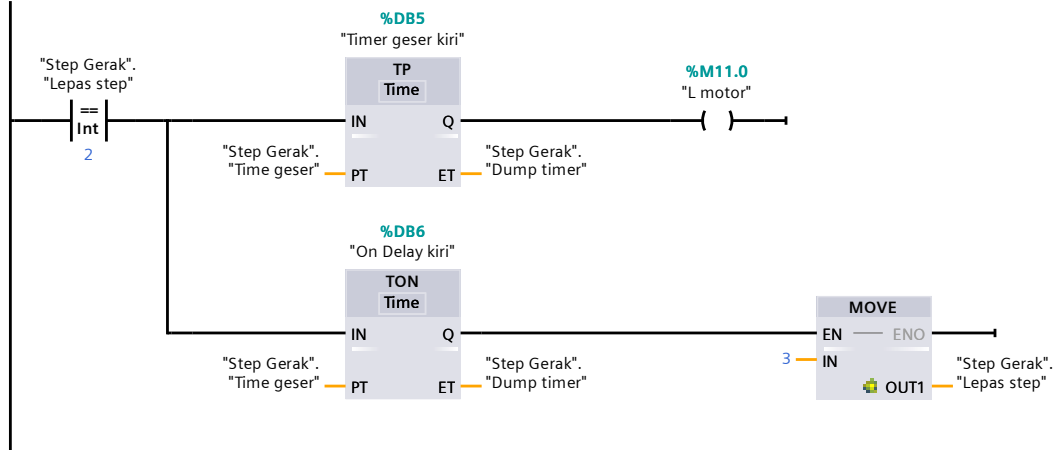 %DB5
"Timer geser kiri"
"Step Gerak".
"Lepas step"
==
Int
2
TP
Time
IN
Q
"Step Gerak".
"Time geser"
PT
ET
"Step Gerak".
"Dump timer"
%M11.0
"L motor"
( )
%DB6
"On Delay kiri"
TON
Time
IN
Q
"Step Gerak".
"Time geser"
PT
ET
"Step Gerak".
"Dump timer"
MOVE
EN
ENO
3
IN
OUT1
"Step Gerak".
"Lepas step"